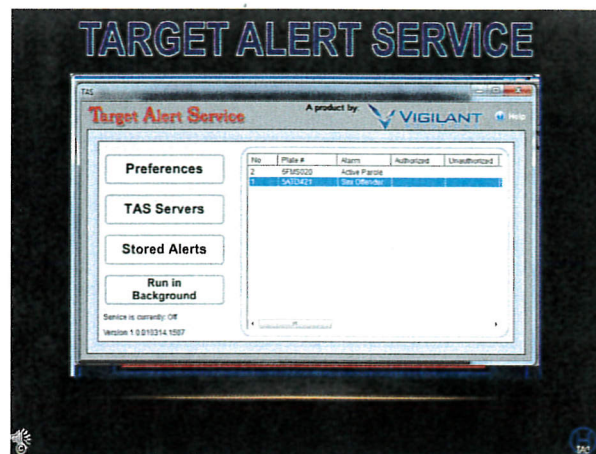 TARGET ALERT SERVICE
TAS
Target Alert Service
A product by:
VIGILANT
Help
No Plate # Alarm Authorized Unauthorized
2 5FMS020 Active Parole
1 5ATD421 Sex Offender
Preferences
TAS Servers
Stored Alerts
Run in
Background
Service is currently: Off
Version 1.0.010314.1587
TAS